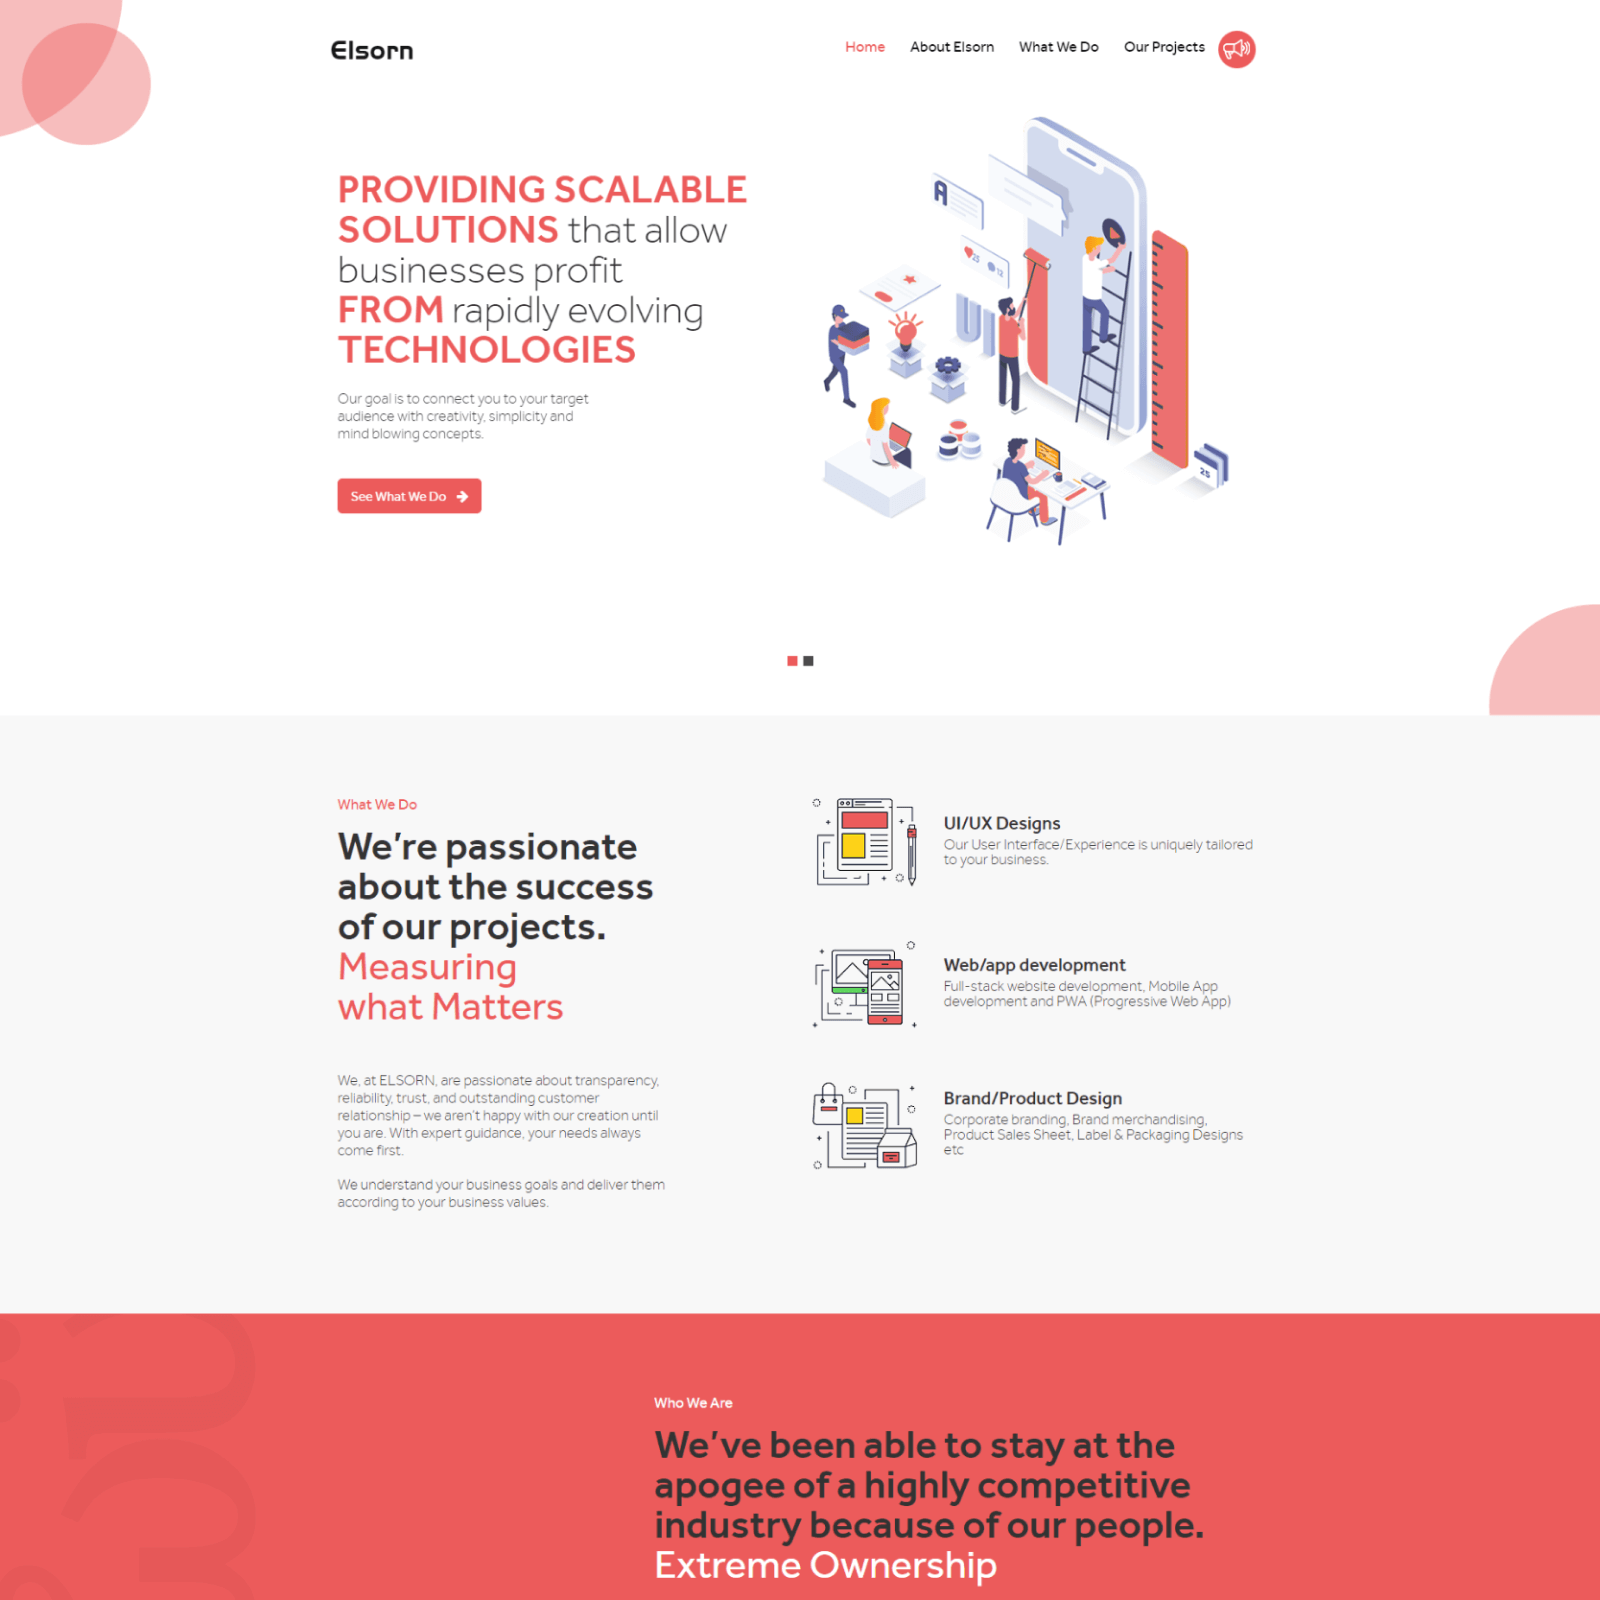 Elsorn
Home
About Elsorn
What We Do
Our Projects
PROVIDING SCALABLE
SOLUTIONS that allow
businesses profit
FROM rapidly evolving
TECHNOLOGIES
Our goal is to connect you to your target
audience with creativity, simplicity and
mind blowing concepts.
See What We Do
A
23
12
UI
25
What We Do
We’re passionate
about the success
of our projects.
Measuring
what Matters
We, at ELSORN, are passionate about transparency,
reliability, trust, and outstanding customer
relationship – we aren’t happy with our creation until
you are. With expert guidance, your needs always
come first.
We understand your business goals and deliver them
according to your business values.
UI/UX Designs
Our User Interface/Experience is uniquely tailored
to your business.
Web/app development
Full-stack website development, Mobile App
development and PWA (Progressive Web App)
Brand/Product Design
Corporate branding, Brand merchandising,
Product Sales Sheet, Label & Packaging Designs
etc
Who We Are
We’ve been able to stay at the
apogee of a highly competitive
industry because of our people.
Extreme Ownership